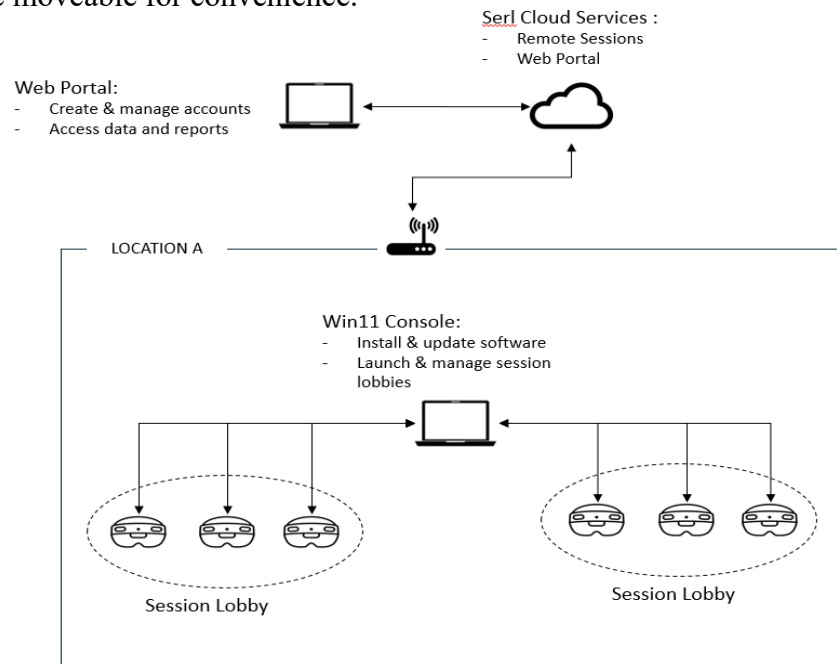 moveable for convenience.
Serl Cloud Services :
- Remote Sessions
- Web Portal
Web Portal:
- Create & manage accounts
- Access data and reports
LOCATION A
Win11 Console:
- Install & update software
- Launch & manage session
lobbies
Session Lobby
Session Lobby